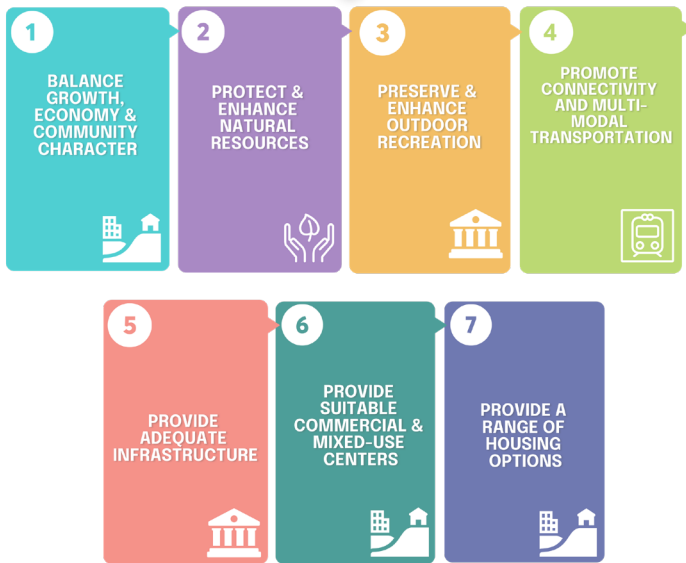 1
BALANCE
GROWTH,
ECONOMY &
COMMUNITY
CHARACTER
2
PROTECT &
ENHANCE
NATURAL
RESOURCES
3
PRESERVE &
ENHANCE
OUTDOOR
RECREATION
4
PROMOTE
CONNECTIVITY
AND MULTI-
MODAL
TRANSPORTATION
5
PROVIDE
ADEQUATE
INFRASTRUCTURE
6
PROVIDE
SUITABLE
COMMERCIAL &
MIXED-USE
CENTERS
7
PROVIDE A
RANGE OF
HOUSING
OPTIONS